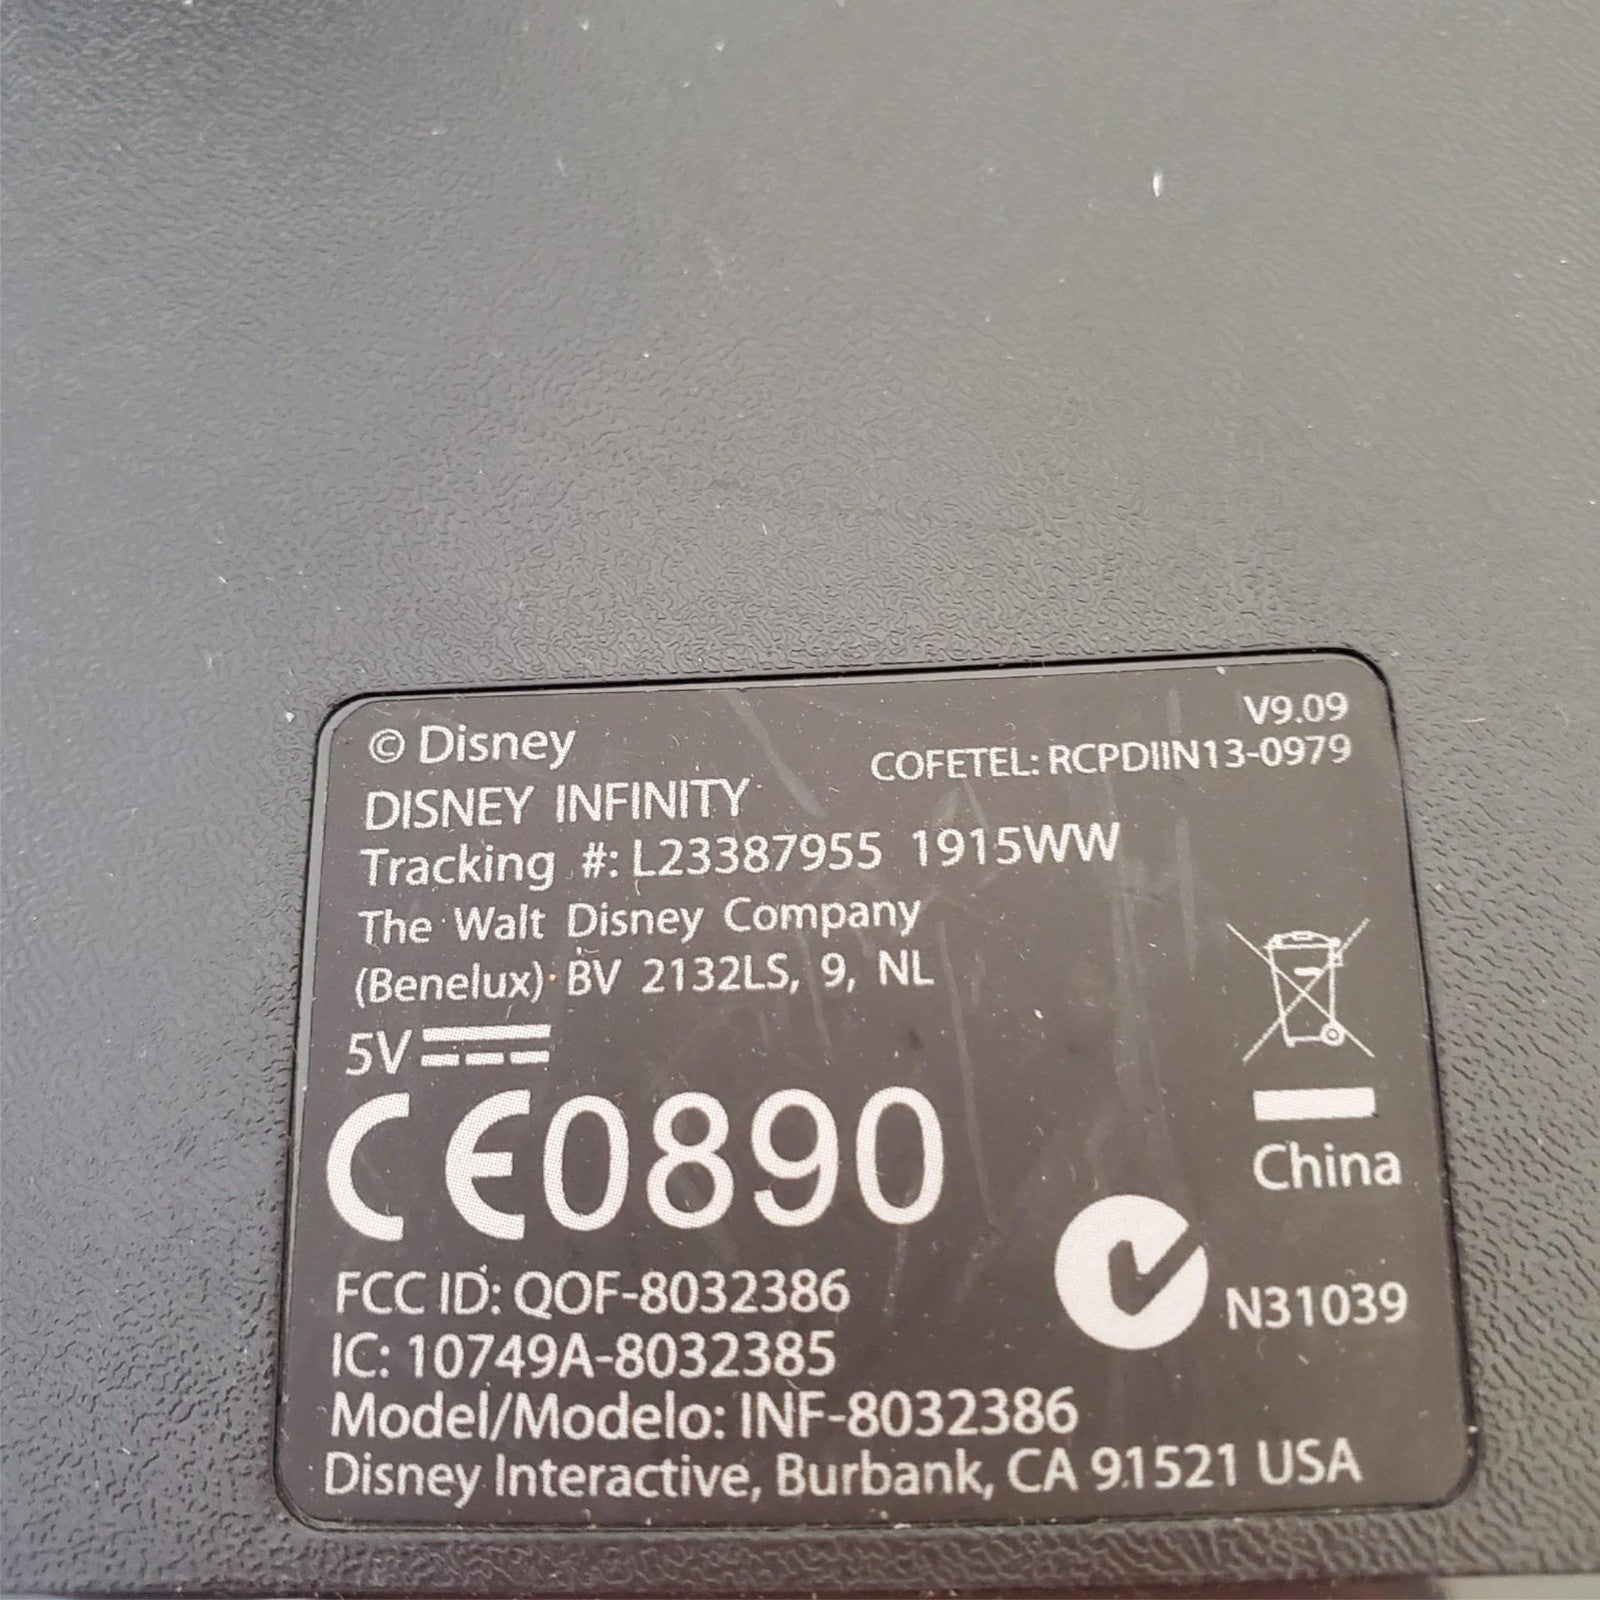 © Disney
V9.09
COFETEL: RCPDIIN13-0979
DISNEY INFINITY
Tracking #: L23387955 1915WW
The Walt Disney Company
(Benelux) BV 2132LS, 9, NL
5V
CE0890
China
FCC ID: QOF-8032386
N31039
IC: 10749A-8032385
Model/Modelo: INF-8032386
Disney Interactive, Burbank, CA 91521 USA